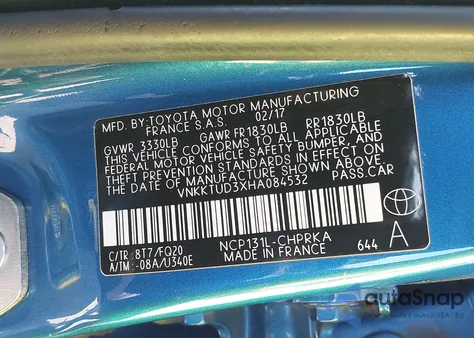 MFD. BY:TOYOTA MOTOR MANUFACTURING
FRANCE S.A.S. 02/17
GVWR 3330LB GAWR FR1830LB RR1830LB
THIS VEHICLE CONFORMS TO ALL APPLICABLE
FEDERAL MOTOR VEHICLE SAFETY, BUMPER, AND
THEFT PREVENTION STANDARDS IN EFFECT ON THE
DATE OF MANUFACTURE SHOWN ABOVE.
VNKKTUD3XHA084532 PASS.CAR
C/TR: 8T7/FQ20 NCP131L-CHPRKA
A/TM: -08A/U340E MADE IN FRANCE 644 A
autoSnap